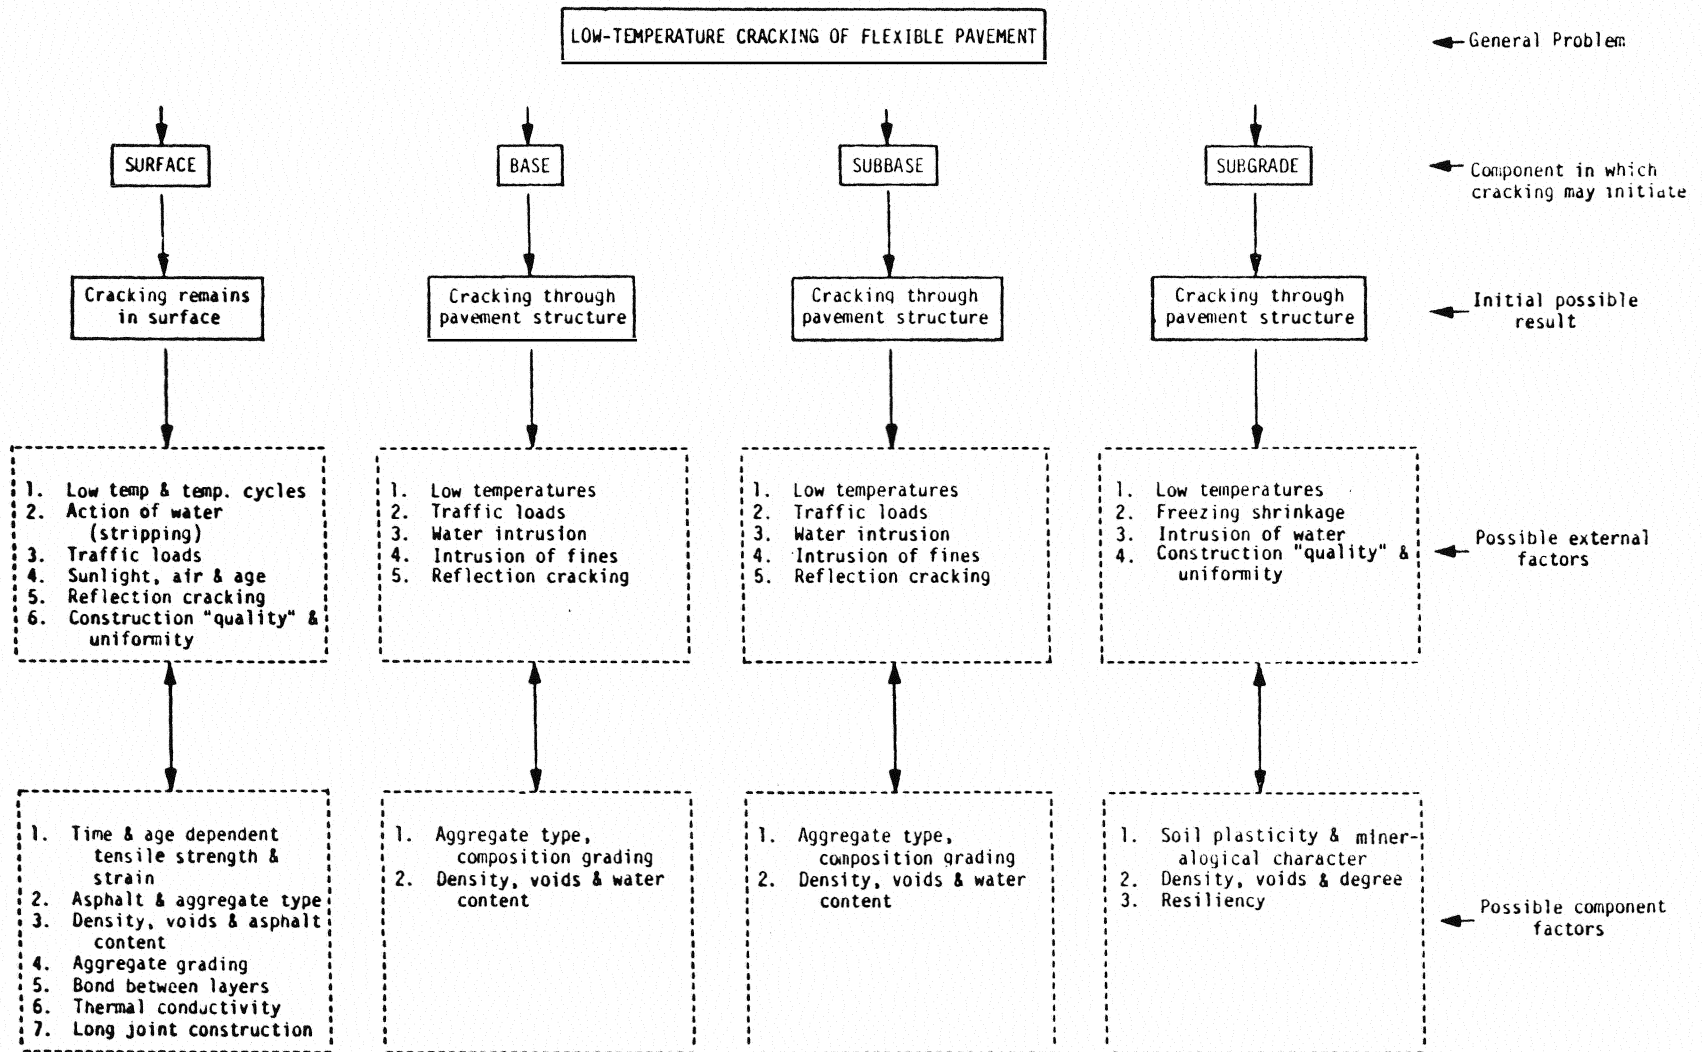 LOW-TEMPERATURE CRACKING OF FLEXIBLE PAVEMENT
General Problem
SURFACE
BASE
SUBBASE
SUBGRADE
Component in which
cracking may initiate
Cracking remains
in surface
Cracking through
pavement structure
Cracking through
pavement structure
Cracking through
pavement structure
Initial possible
result
1. Low temp & temp. cycles
2. Action of water
(stripping)
3. Traffic loads
4. Sunlight, air & age
5. Reflection cracking
6. Construction "quality" &
uniformity
1. Low temperatures
2. Traffic loads
3. Water intrusion
4. Intrusion of fines
5. Reflection cracking
1. Low temperatures
2. Traffic loads
3. Water intrusion
4. Intrusion of fines
5. Reflection cracking
1. Low temperatures
2. Freezing shrinkage
3. Intrusion of water
4. Construction "quality" &
uniformity
Possible external
factors
1. Time & age dependent
tensile strength &
strain
2. Asphalt & aggregate type
3. Density, voids & asphalt
content
4. Aggregate grading
5. Bond between layers
6. Thermal conductivity
7. Long joint construction
1. Aggregate type,
composition grading
2. Density, voids & water
content
1. Aggregate type,
composition grading
2. Density, voids & water
content
1. Soil plasticity & miner-
alogical character
2. Density, voids & degree
3. Resiliency
Possible component
factors